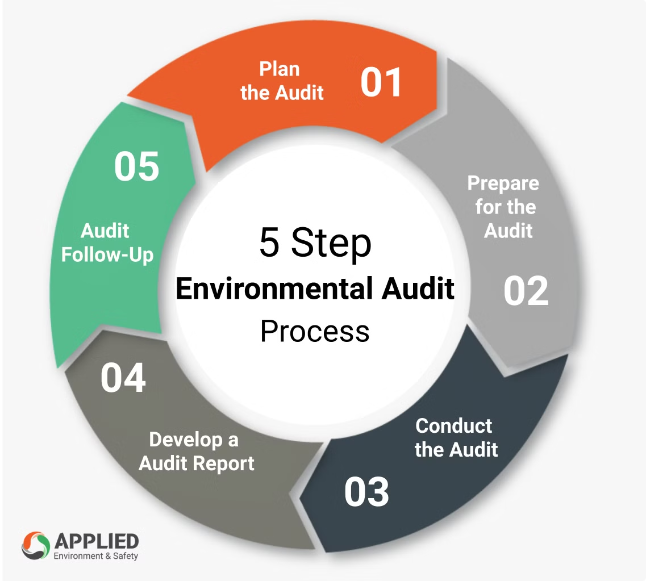 5 Step
Environmental Audit
Process
Plan
the Audit
01
Prepare
for the
Audit
02
Conduct
the Audit
03
04
Develop a
Audit Report
05
Audit
Follow-Up
APPLIED
Environment & Safety